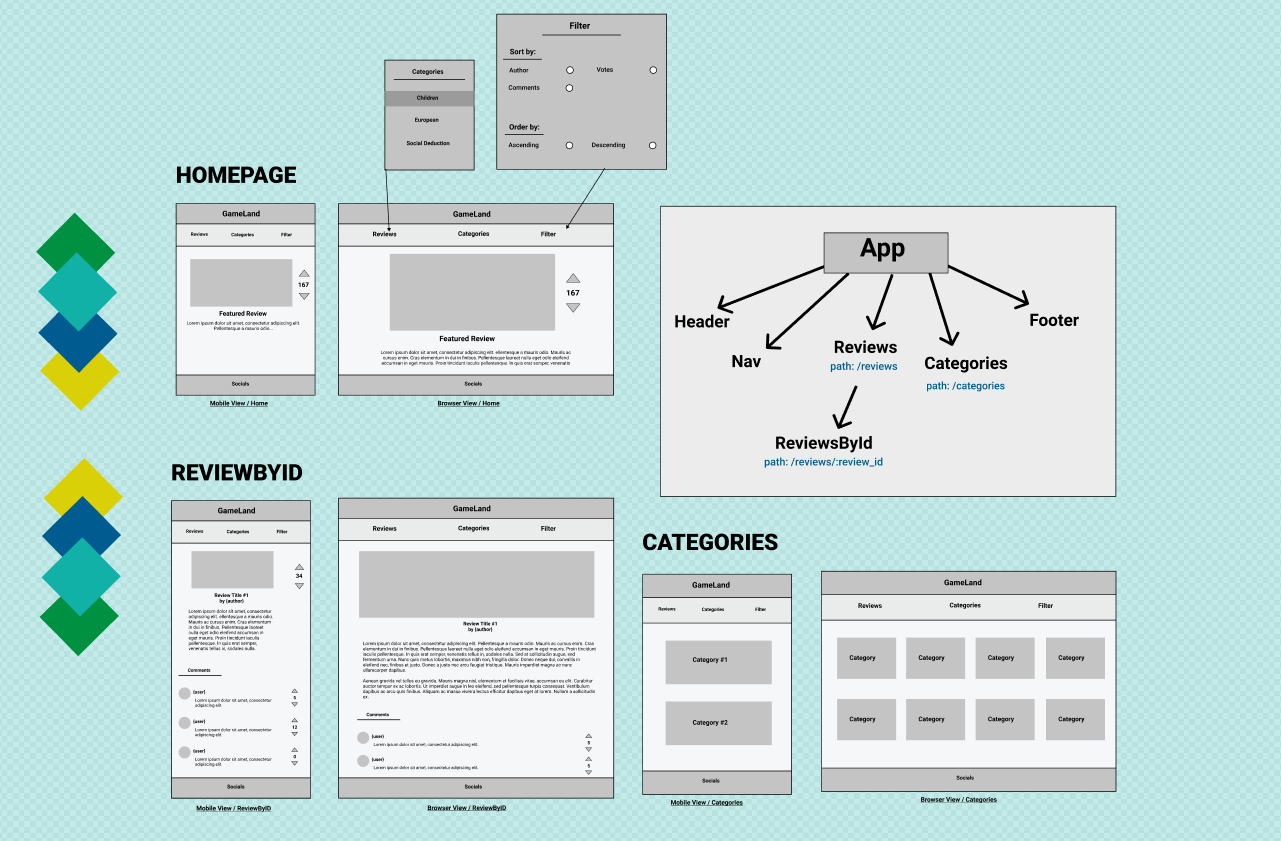 Filter
Sort by:
Author
Votes
Comments
Order by:
Ascending
Descending
Categories
Children
European
Social Deduction
HOMEPAGE
GameLand
Reviews
Categories
Filter
167
Featured Review
Lorem ipsum dolor sit amet, consectetur adipiscing elit.
Pellentesque a mauris odio...
Socials
Mobile View / Home
GameLand
Reviews
Categories
Filter
167
Featured Review
Lorem ipsum dolor sit amet, consectetur adipiscing elit. ellentesque a mauris odio. Mauris ac
cursus enim. Cras elementum in dui in finibus. Pellentesque laoreet nulla eget odio eleifend
accumsan in eget mauris. Proin tincidunt iaculis pellentesque. In quis erat semper, venenatis
Socials
Browser View / Home
App
Header
Nav
Reviews
path: /reviews
Categories
path: /categories
Footer
ReviewsById
path: /reviews/:review_id
REVIEWBYID
GameLand
Reviews
Categories
Filter
34
Review Title #1
by (author)
Lorem ipsum dolor sit amet, consectetur
adipiscing elit, ellentesque a mauris odio.
Mauris ac cursus enim. Cras elementum
in dui in finibus. Pellentesque laoreet
nulla eget odio eleifend accumsan in
eget mauris. Proin tincidunt iaculis
pellentesque. In quis erat semper,
venenatis tellus in, sodales nulla.
Comments
(user)
Lorem ipsum dolor sit amet, consectetur
adipiscing elit.
5
(user)
Lorem ipsum dolor sit amet, consectetur
adipiscing elit.
12
(user)
Lorem ipsum dolor sit amet, consectetur
adipiscing elit.
0
Socials
Mobile View / ReviewByID
GameLand
Reviews
Categories
Filter
Review Title #1
by (author)
Lorem ipsum dolor sit amet, consectetur adipiscing elit. Pellentesque a mauris odio. Mauris ac cursus enim. Cras
elementum in dui in finibus. Pellentesque laoreet nulla eget odio eleifend accumsan in eget mauris. Proin tincidunt
iaculis pellentesque. In quis erat semper, venenatis tellus in, sodales nulla. Sed at sollicitudin augue, sed
fermentum urna. Nunc quis metus lobortis, maximus nibh non, fringilla dolor. Donec neque dui, convallis in
eleifend nec, finibus et justo. Donec a justo nec arcu feugiat tristique. Mauris imperdiet magna ac nunc
ullamcorper dapibus.
Aenean gravida vel tellus eu gravida. Mauris magna nisl, elementum et facilisis vitae, accumsan eu elit. Curabitur
auctor tempor ex ac lobortis. Ut imperdiet augue in leo eleifend, sed pellentesque turpis consequat. Vestibulum
dapibus ac arcu quis finibus. Aliquam ac massa viverra lectus efficitur dapibus eget at lorem. Nullam a sollicitudin
ex.
Comments
(user)
Lorem ipsum dolor sit amet, consectetur adipiscing elit.
5
(user)
Lorem ipsum dolor sit amet, consectetur adipiscing elit.
5
Socials
Browser View / ReviewByID
CATEGORIES
GameLand
Reviews
Categories
Filter
Category #1
Category #2
Socials
Mobile View / Categories
GameLand
Reviews
Categories
Filter
Category
Category
Category
Category
Category
Category
Category
Category
Socials
Browser View / Categories